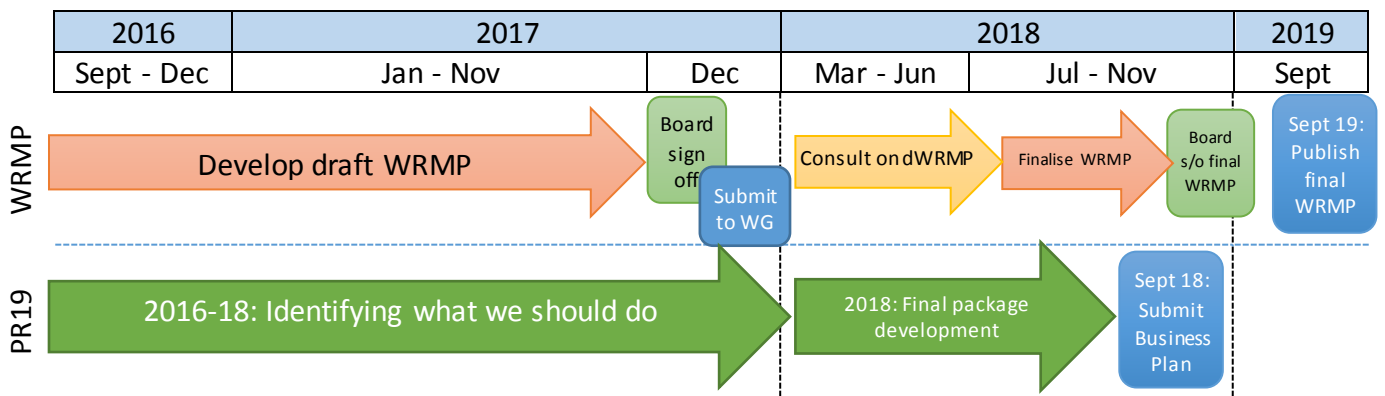 2016 2017 2018 2019
Sept - Dec Jan - Nov Dec Mar - Jun Jul - Nov Sept
WRMP
Develop draft WRMP
Board
sign
off
Submit
to WG
Consult on dWRMP
Finalise WRMP
Board
s/o final
WRMP
Sept 19:
Publish
final
WRMP
PR19
2016-18: Identifying what we should do
2018: Final package
development
Sept 18:
Submit
Business
Plan